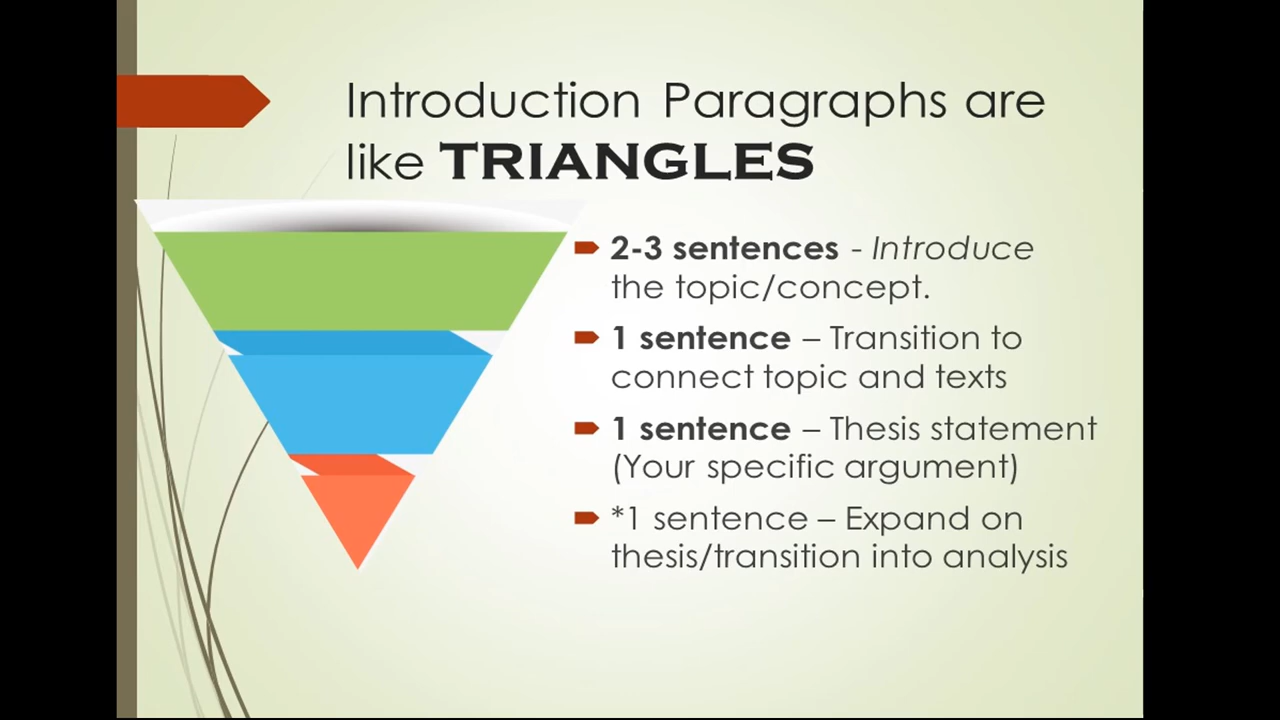 Introduction Paragraphs are
like TRIANGLES
2-3 sentences - Introduce
the topic/concept.
1 sentence – Transition to
connect topic and texts
1 sentence – Thesis statement
(Your specific argument)
*1 sentence – Expand on
thesis/transition into analysis